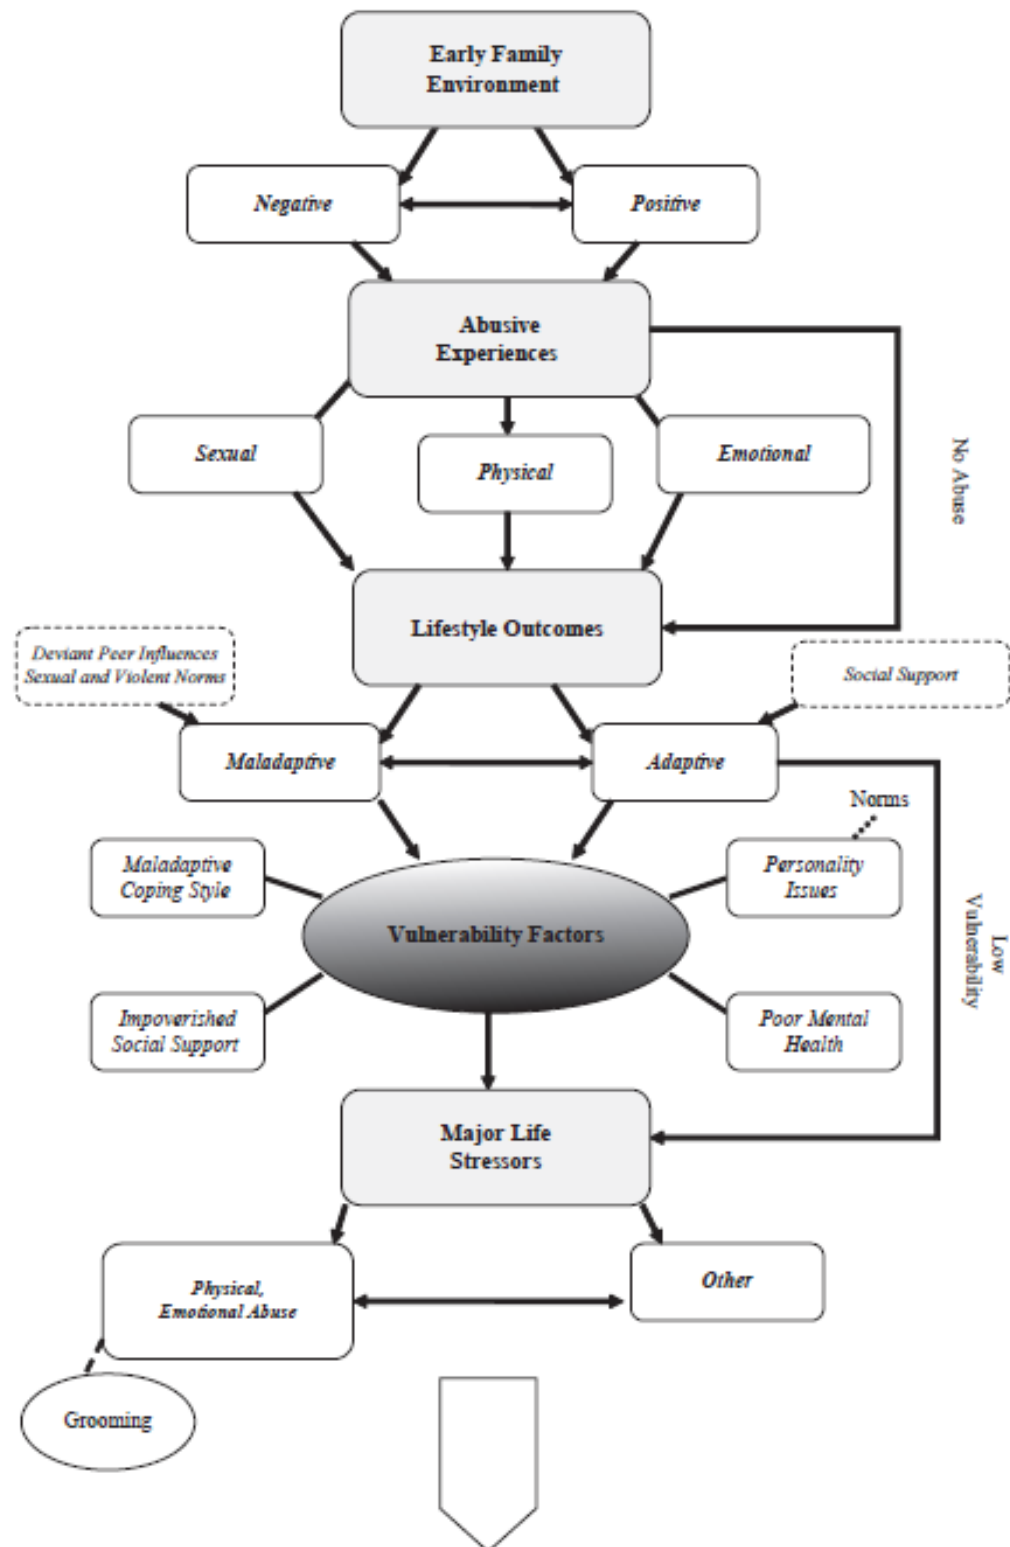 Early Family
Environment
Negative
Positive
Abusive
Experiences
Sexual
Physical
Emotional
No Abuse
Lifestyle Outcomes
Deviant Peer Influences
Sexual and Violent Norms
Social Support
Maladaptive
Adaptive
Norms
Maladaptive
Coping Style
Personality
Issues
Vulnerability Factors
Low
Vulnerability
Impoverished
Social Support
Poor Mental
Health
Major Life
Stressors
Physical,
Emotional Abuse
Other
Grooming